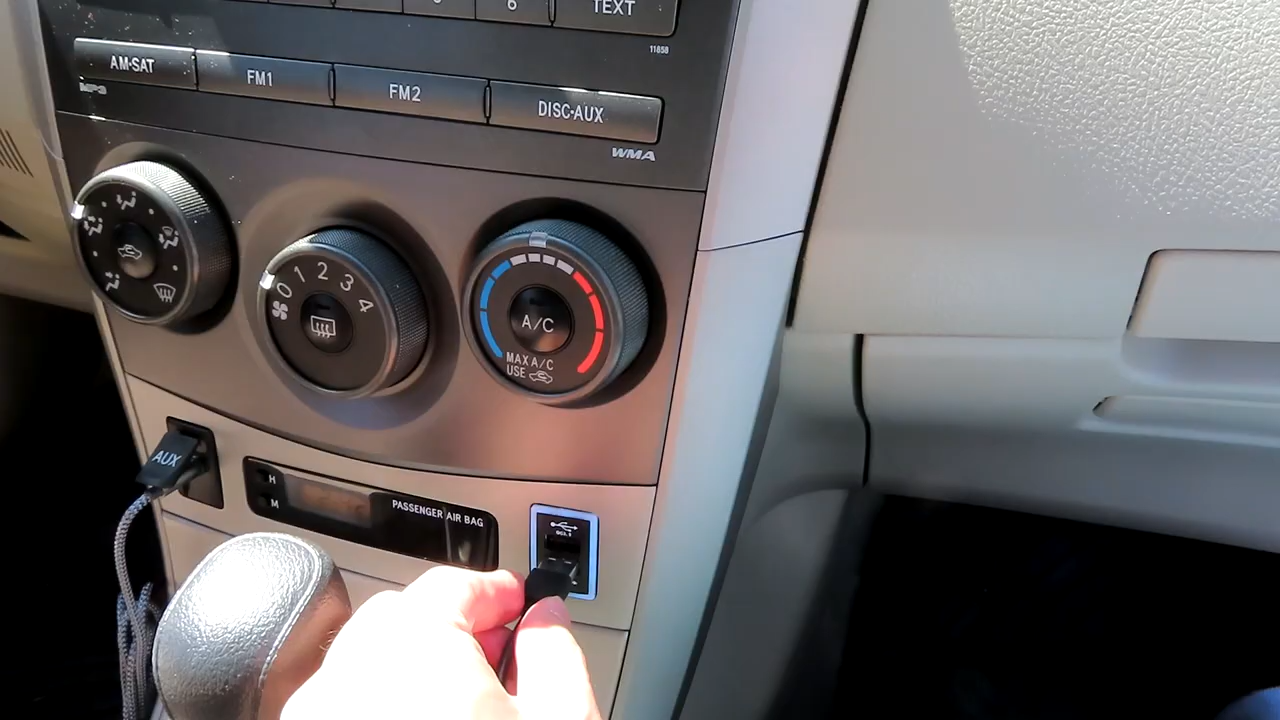 6
TEXT
11858
AM·SAT
FM1
FM2
DISC·AUX
MP3
WMA
0 1 2 3 4
A/C
MAX A/C
USE
AUX
H
M
PASSENGER AIR BAG